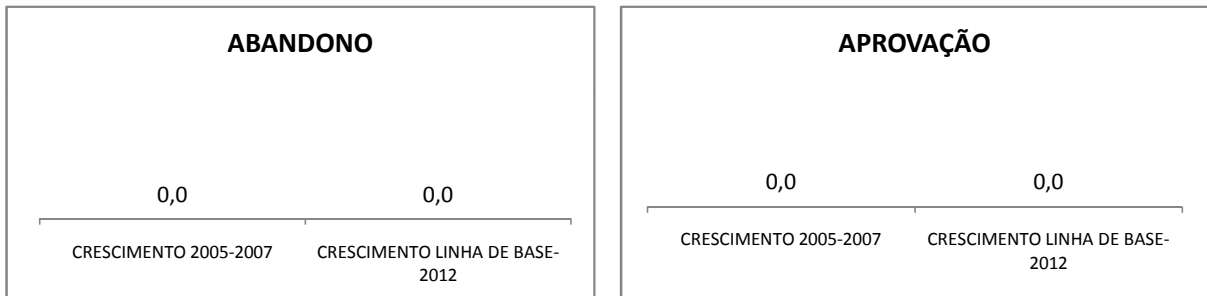 ABANDONO
0,0 0,0
CRESCIMENTO 2005-2007 CRESCIMENTO LINHA DE BASE-
2012
APROVAÇÃO
0,0 0,0
CRESCIMENTO 2005-2007 CRESCIMENTO LINHA DE BASE-
2012